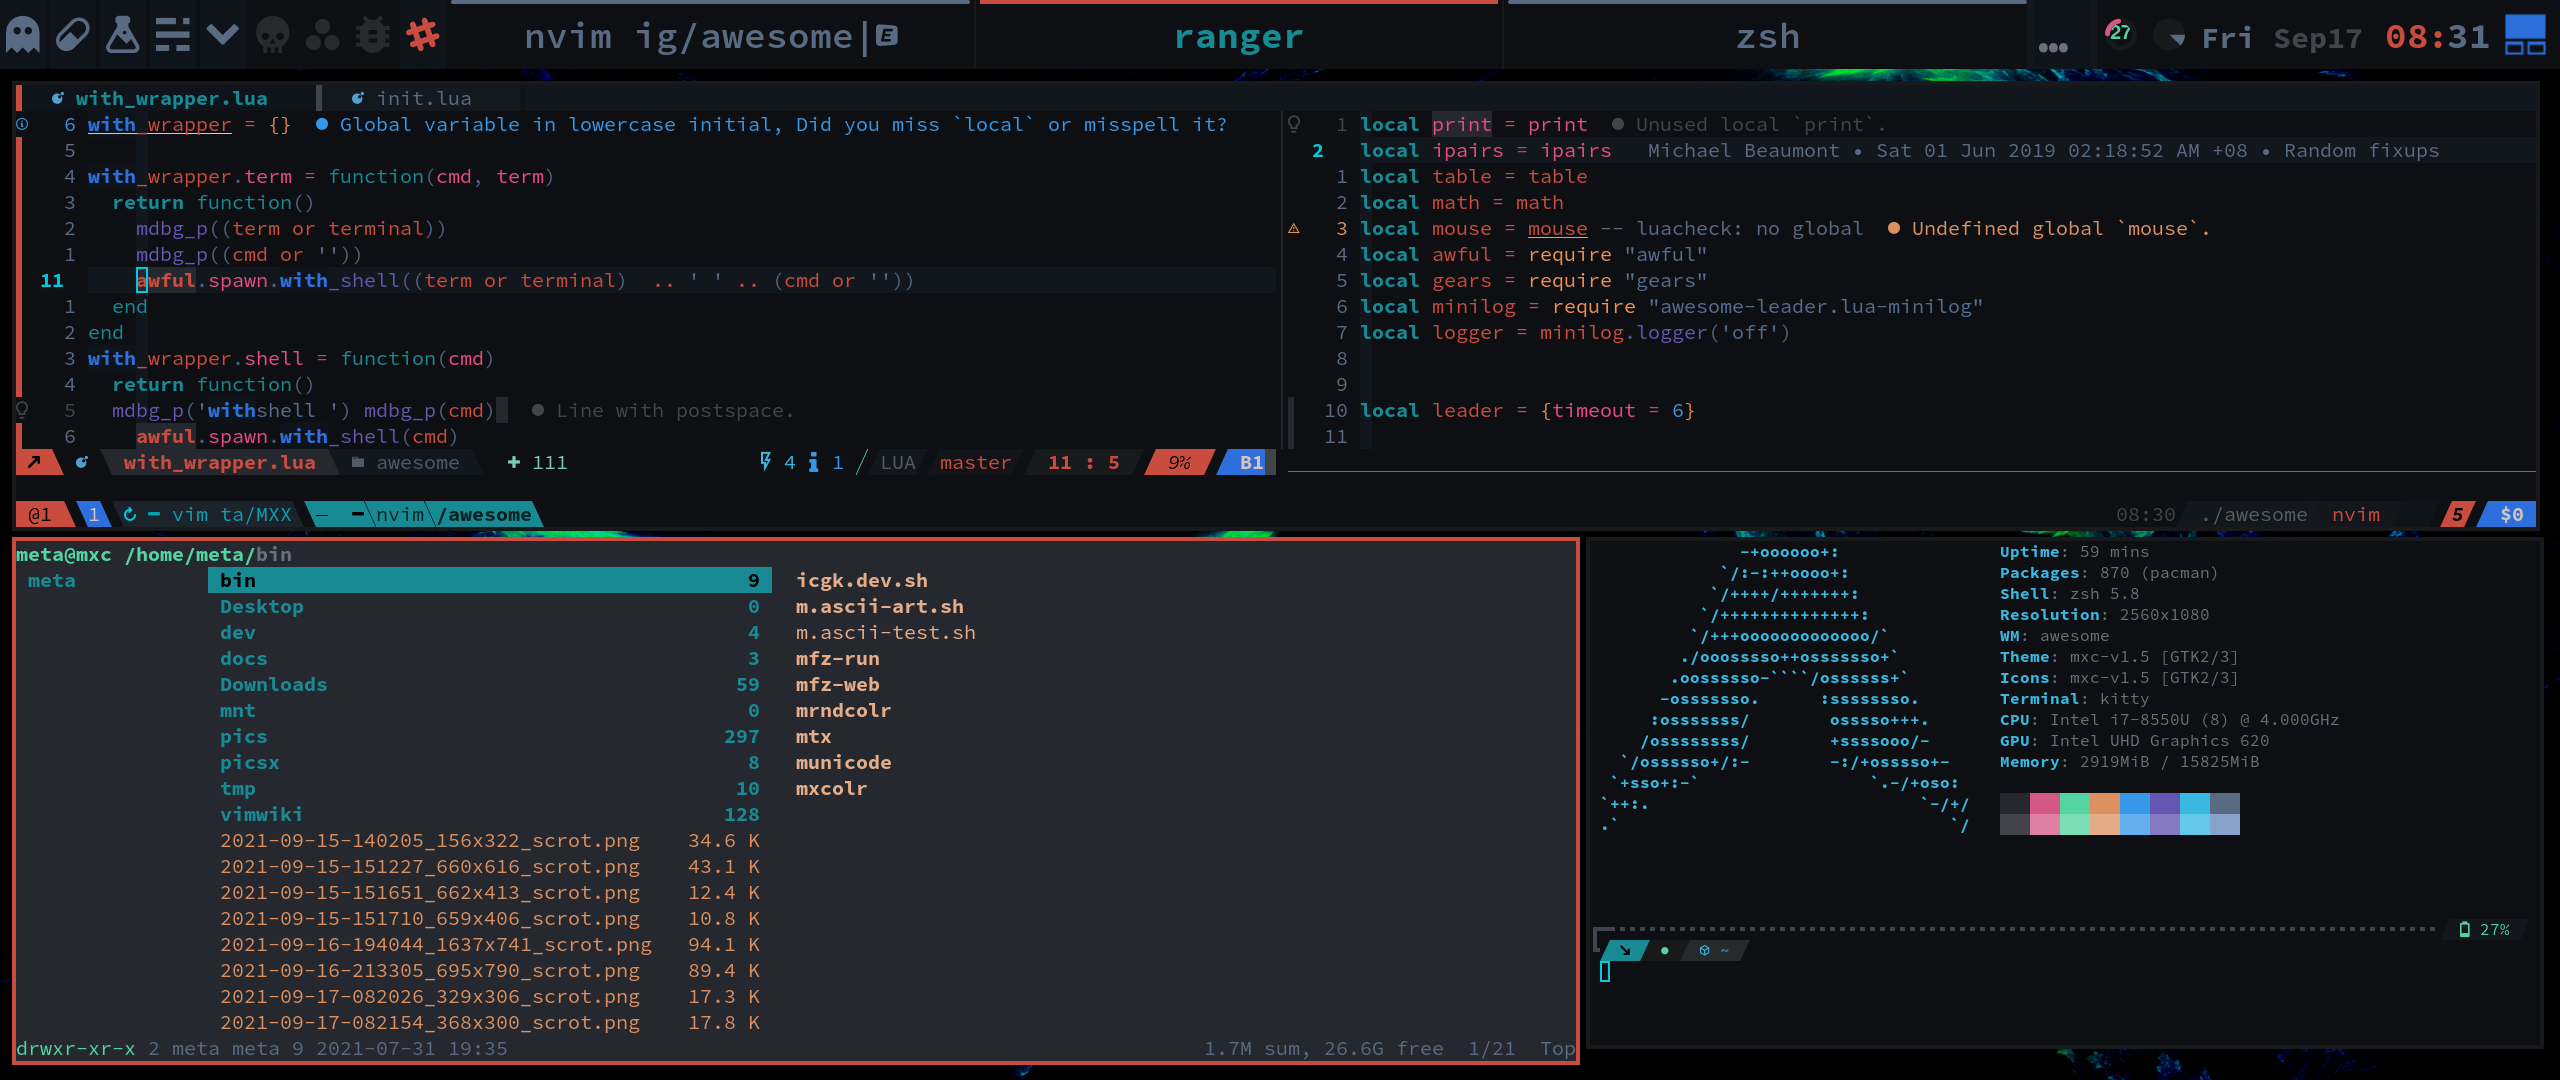 nvim ig/awesome|E
ranger
zsh
...
27
Fri Sep17 08:31
with_wrapper.lua init.lua
6 with_wrapper = {} ● Global variable in lowercase initial, Did you miss `local` or misspell it?
5
4 with_wrapper.term = function(cmd, term)
3 return function()
2 mdbg_p((term or terminal))
1 mdbg_p((cmd or ''))
11 awful.spawn.with_shell((term or terminal) .. ' ' .. (cmd or ''))
1 end
2 end
3 with_wrapper.shell = function(cmd)
4 return function()
5 mdbg_p('withshell ') mdbg_p(cmd) ● Line with postspace.
6 awful.spawn.with_shell(cmd)
with_wrapper.lua awesome + 111 4 1 LUA master 11 : 5 9% B1
1 local print = print ● Unused local `print`.
2 local ipairs = ipairs Michael Beaumont • Sat 01 Jun 2019 02:18:52 AM +08 • Random fixups
1 local table = table
2 local math = math
3 local mouse = mouse -- luacheck: no global ● Undefined global `mouse`.
4 local awful = require "awful"
5 local gears = require "gears"
6 local minilog = require "awesome-leader.lua-minilog"
7 local logger = minilog.logger('off')
8
9
10 local leader = {timeout = 6}
11
@1 1 – vim ta/MXX – –\nvim\/awesome 08:30 ./awesome nvim 5 $0
meta@mxc /home/meta/bin
meta
bin 9
Desktop 0
dev 4
docs 3
Downloads 59
mnt 0
pics 297
picsx 8
tmp 10
vimwiki 128
2021-09-15-140205_156x322_scrot.png 34.6 K
2021-09-15-151227_660x616_scrot.png 43.1 K
2021-09-15-151651_662x413_scrot.png 12.4 K
2021-09-15-151710_659x406_scrot.png 10.8 K
2021-09-16-194044_1637x741_scrot.png 94.1 K
2021-09-16-213305_695x790_scrot.png 89.4 K
2021-09-17-082026_329x306_scrot.png 17.3 K
2021-09-17-082154_368x300_scrot.png 17.8 K
icgk.dev.sh
m.ascii-art.sh
m.ascii-test.sh
mfz-run
mfz-web
mrndcolr
mtx
municode
mxcolr
drwxr-xr-x 2 meta meta 9 2021-07-31 19:35 1.7M sum, 26.6G free 1/21 Top
Uptime: 59 mins
Packages: 870 (pacman)
Shell: zsh 5.8
Resolution: 2560x1080
WM: awesome
Theme: mxc-v1.5 [GTK2/3]
Icons: mxc-v1.5 [GTK2/3]
Terminal: kitty
CPU: Intel i7-8550U (8) @ 4.000GHz
GPU: Intel UHD Graphics 620
Memory: 2919MiB / 15825MiB
27%
~